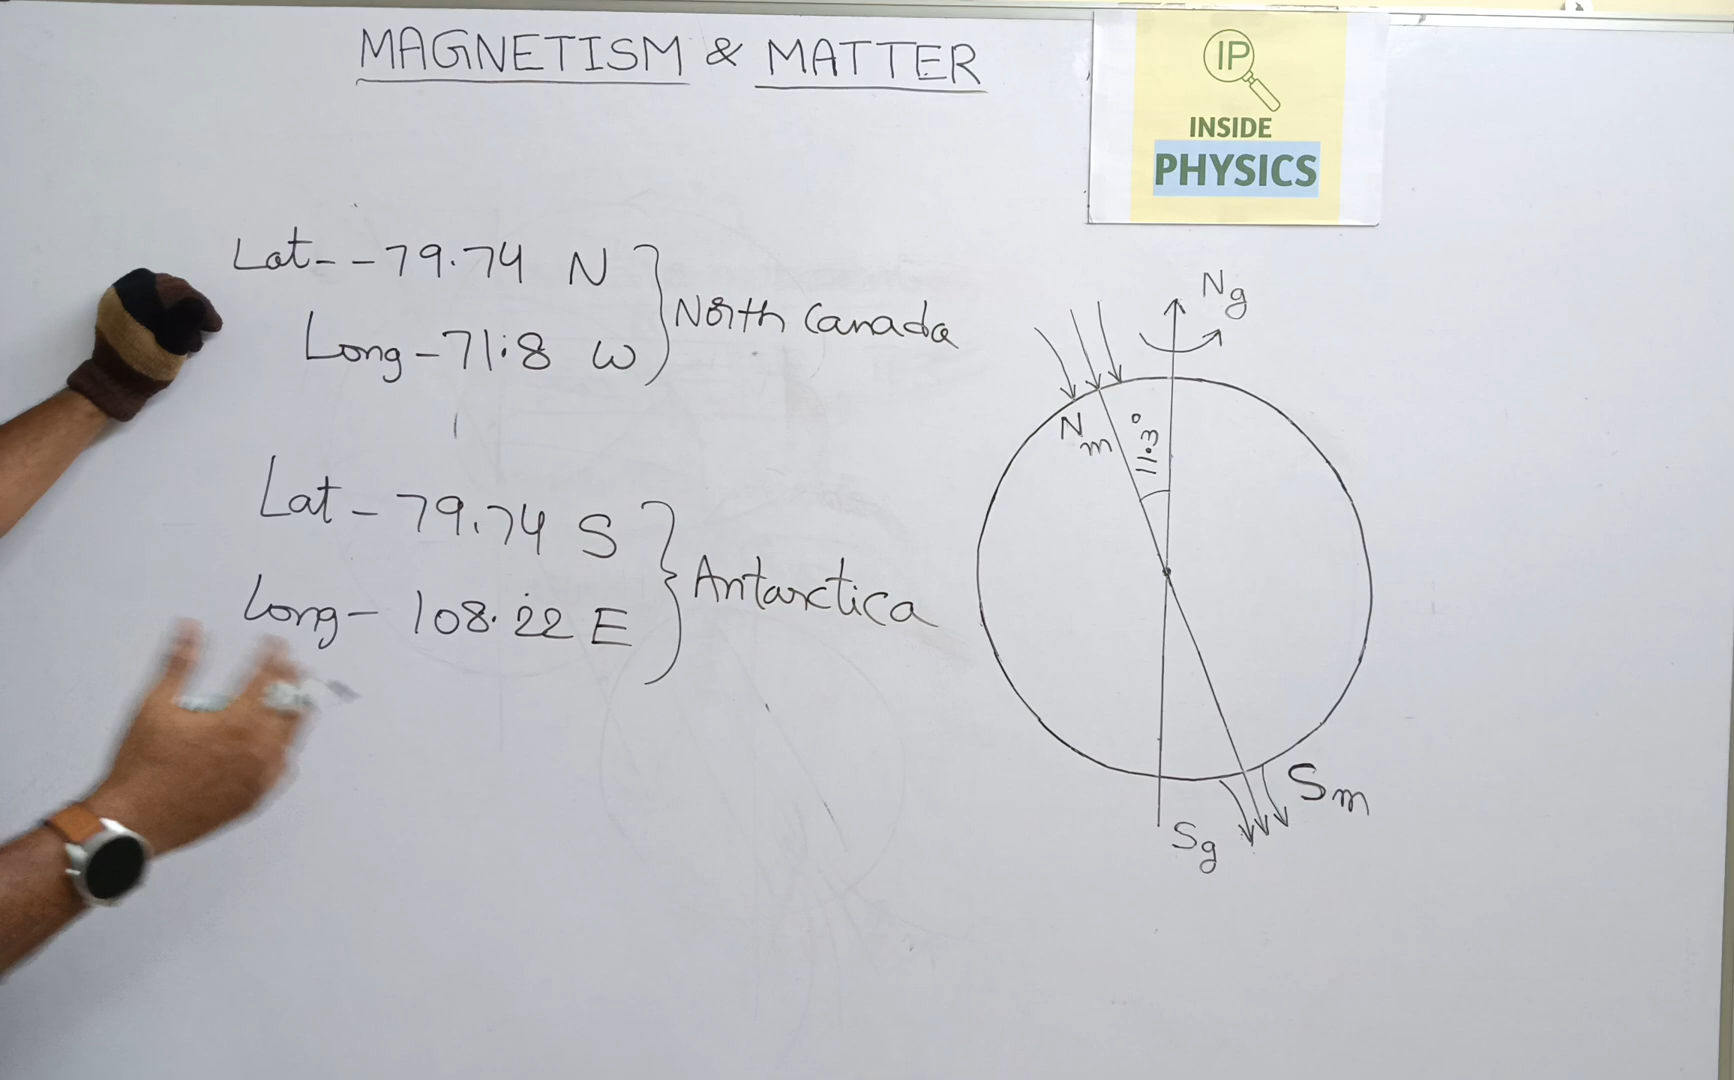 MAGNETISM & MATTER
IP
INSIDE
PHYSICS
Lat--79.74 N
Long-71.8 W
North Canada
Lat-79.74 S
Long-108.22 E
Antarctica
Ng
Nm
11.3°
Sm
Sg